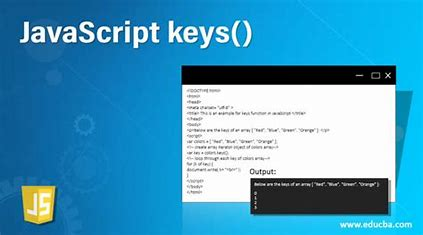 JavaScript keys()
<!DOCTYPE html>
<html>
<head>
<meta charset= "utf-8" >
<title> This is an example for keys function in JavaScript </title>
</head>
<body>
<p>Below are the keys of an array [ "Red", "Blue", "Green", "Orange" ] </p>
<script>
var colors = [ "Red", "Blue", "Green", "Orange" ];
<!-- create array iterator object of colors array-->
var key = colors.keys();
<!-- loop through each key of colors array-->
for (k of key){
document.write( k+ "<br>" );
}
</script>
</body>
</html>
Output:
Below are the keys of an array [ "Red", "Blue", "Green", "Orange" ]
0
1
2
3
JS
www.educba.com